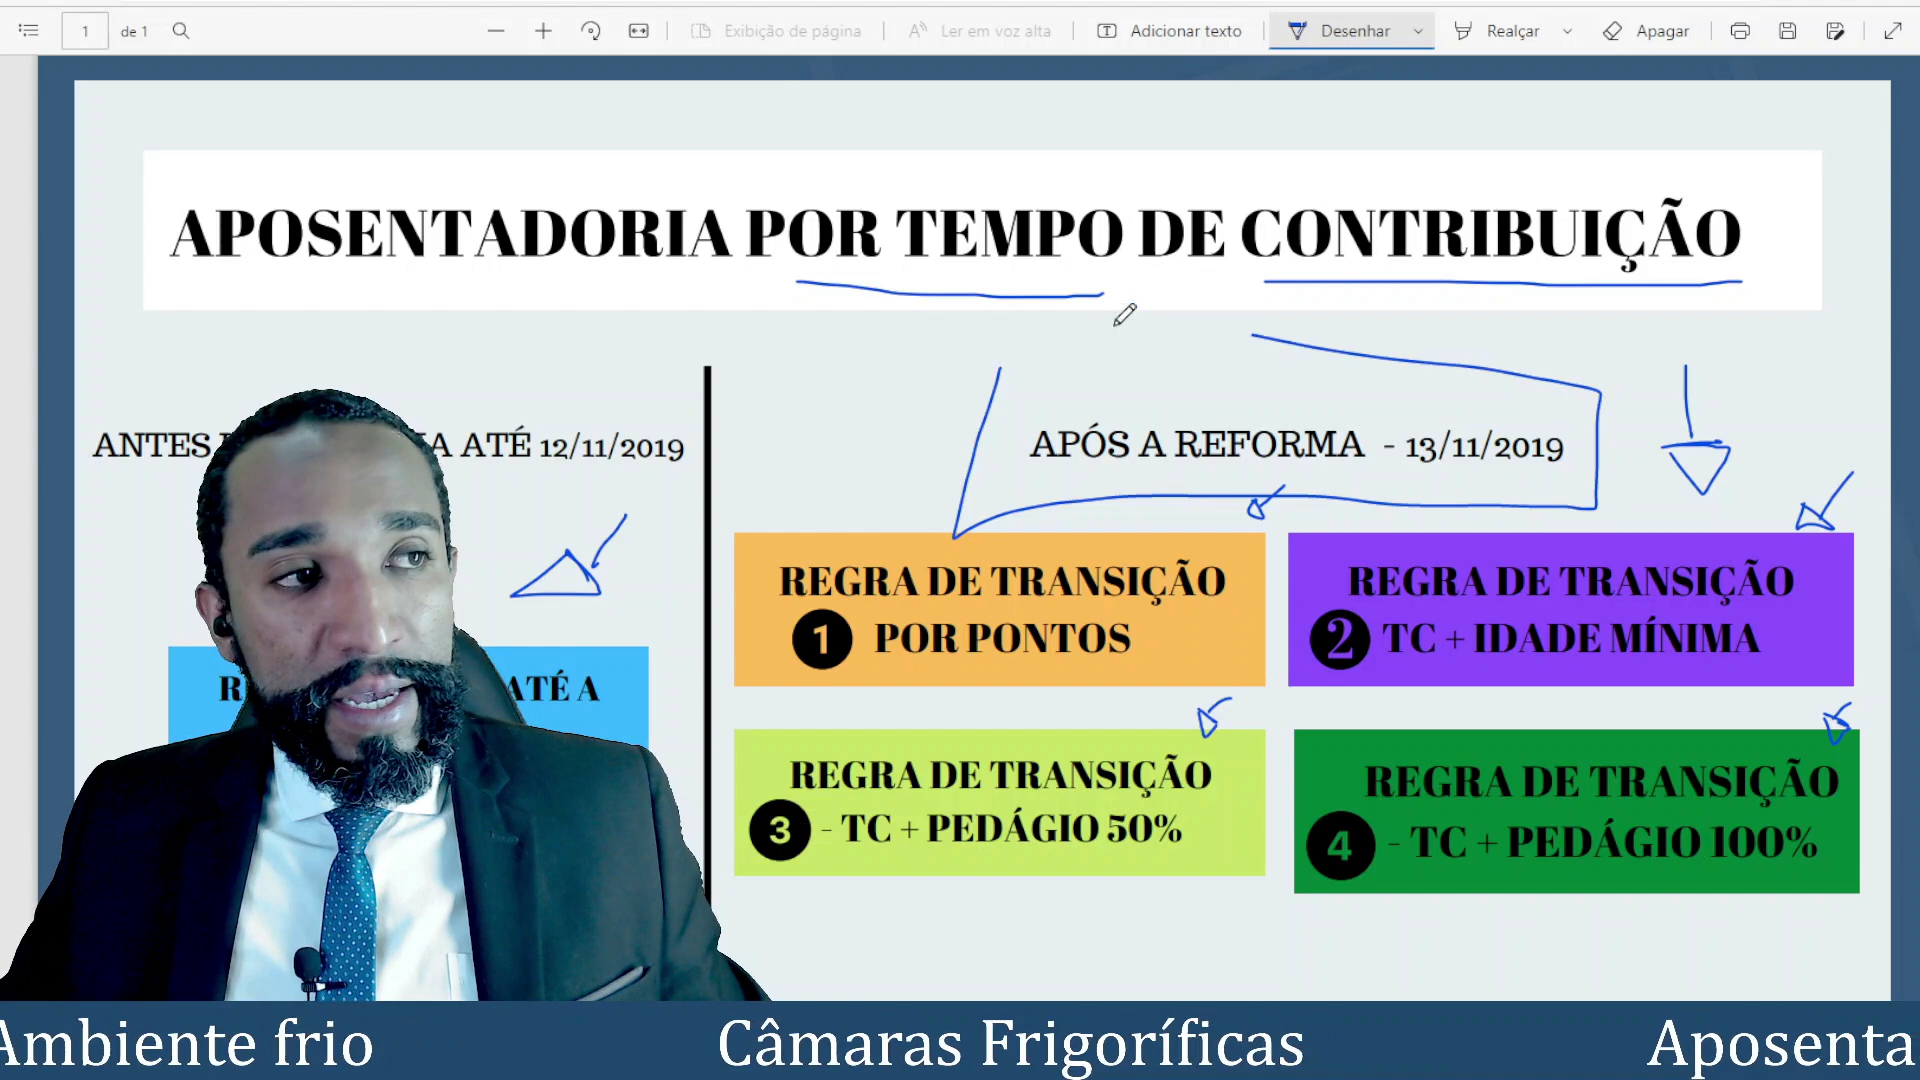 1 de 1 Exibição de página Ler em voz alta Adicionar texto Desenhar Realçar Apagar
APOSENTADORIA POR TEMPO DE CONTRIBUIÇÃO
ANTES A ATÉ 12/11/2019
APÓS A REFORMA - 13/11/2019
REGRA DE TRANSIÇÃO
1 POR PONTOS
REGRA DE TRANSIÇÃO
2 TC + IDADE MÍNIMA
ATÉ A
REGRA DE TRANSIÇÃO
3 - TC + PEDÁGIO 50%
REGRA DE TRANSIÇÃO
4 - TC + PEDÁGIO 100%
Ambiente frio Câmaras Frigoríficas Aposenta